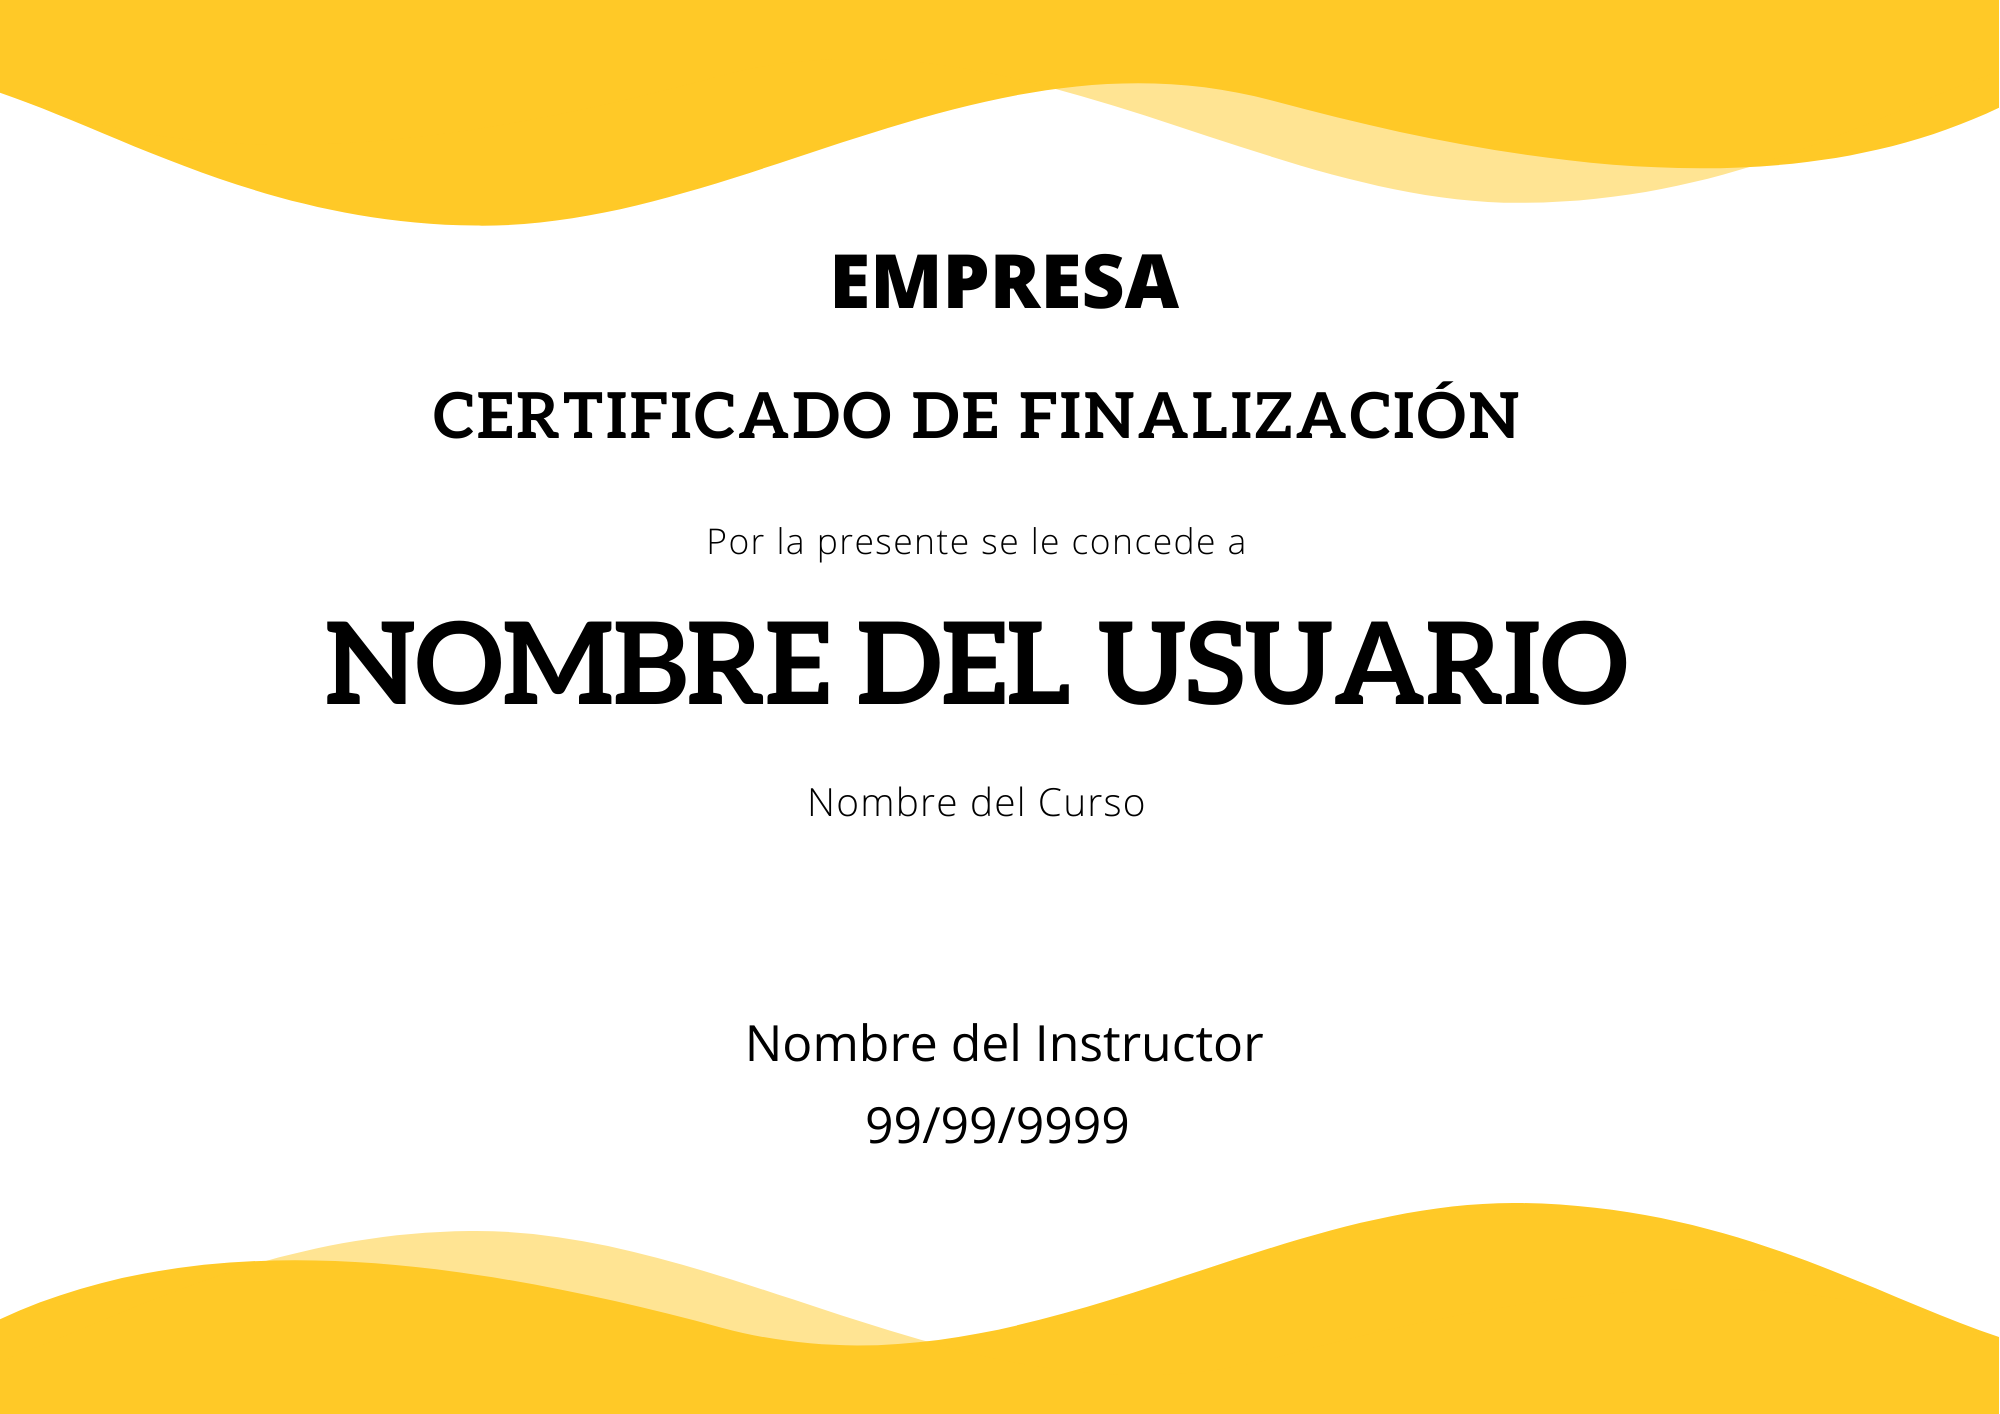 EMPRESA
CERTIFICADO DE FINALIZACIÓN
Por la presente se le concede a
NOMBRE DEL USUARIO
Nombre del Curso
Nombre del Instructor
99/99/9999